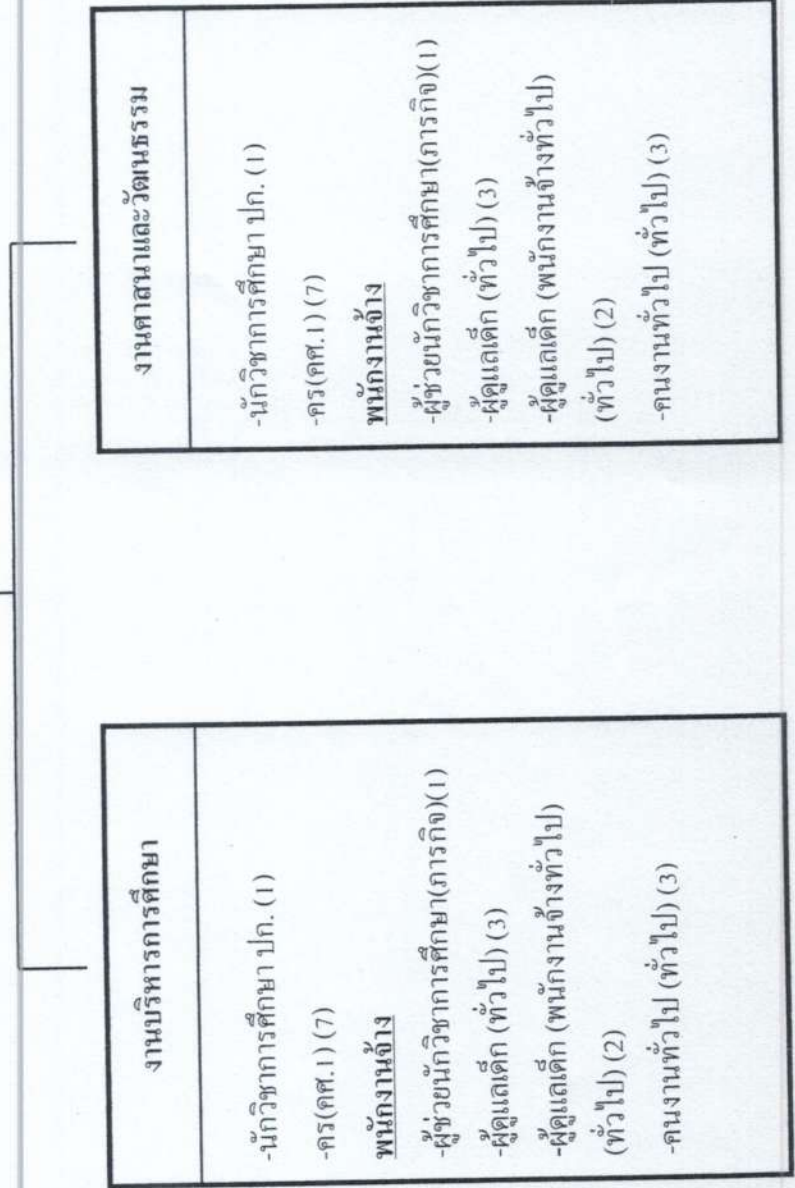 งานบริหารการศึกษา
-นักวิชาการศึกษา ปก. (1)
-คร(คศ.1) (7)
พนักงานจ้าง
-ผู้ช่วยนักวิชาการศึกษา(ภารกิจ)(1)
-ผู้ดูแลเด็ก (ทั่วไป) (3)
-ผู้ดูแลเด็ก (พนักงานจ้างทั่วไป)
(ทั่วไป) (2)
-คนงานทั่วไป (ทั่วไป) (3)
งานศาสนาและวัฒนธรรม
-นักวิชาการศึกษา ปก. (1)
-คร(คศ.1) (7)
พนักงานจ้าง
-ผู้ช่วยนักวิชาการศึกษา(ภารกิจ)(1)
-ผู้ดูแลเด็ก (ทั่วไป) (3)
-ผู้ดูแลเด็ก (พนักงานจ้างทั่วไป)
(ทั่วไป) (2)
-คนงานทั่วไป (ทั่วไป) (3)